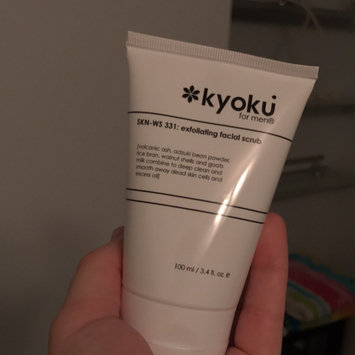 kyoku
for men®
SKN-WS 331: exfoliating facial scrub
[volcanic ash, adzuki bean powder,
rice bran, walnut shells and goats
milk combine to deep clean and
smooth away dead skin cells and
excess oil]
100 ml / 3.4 fl. oz. e